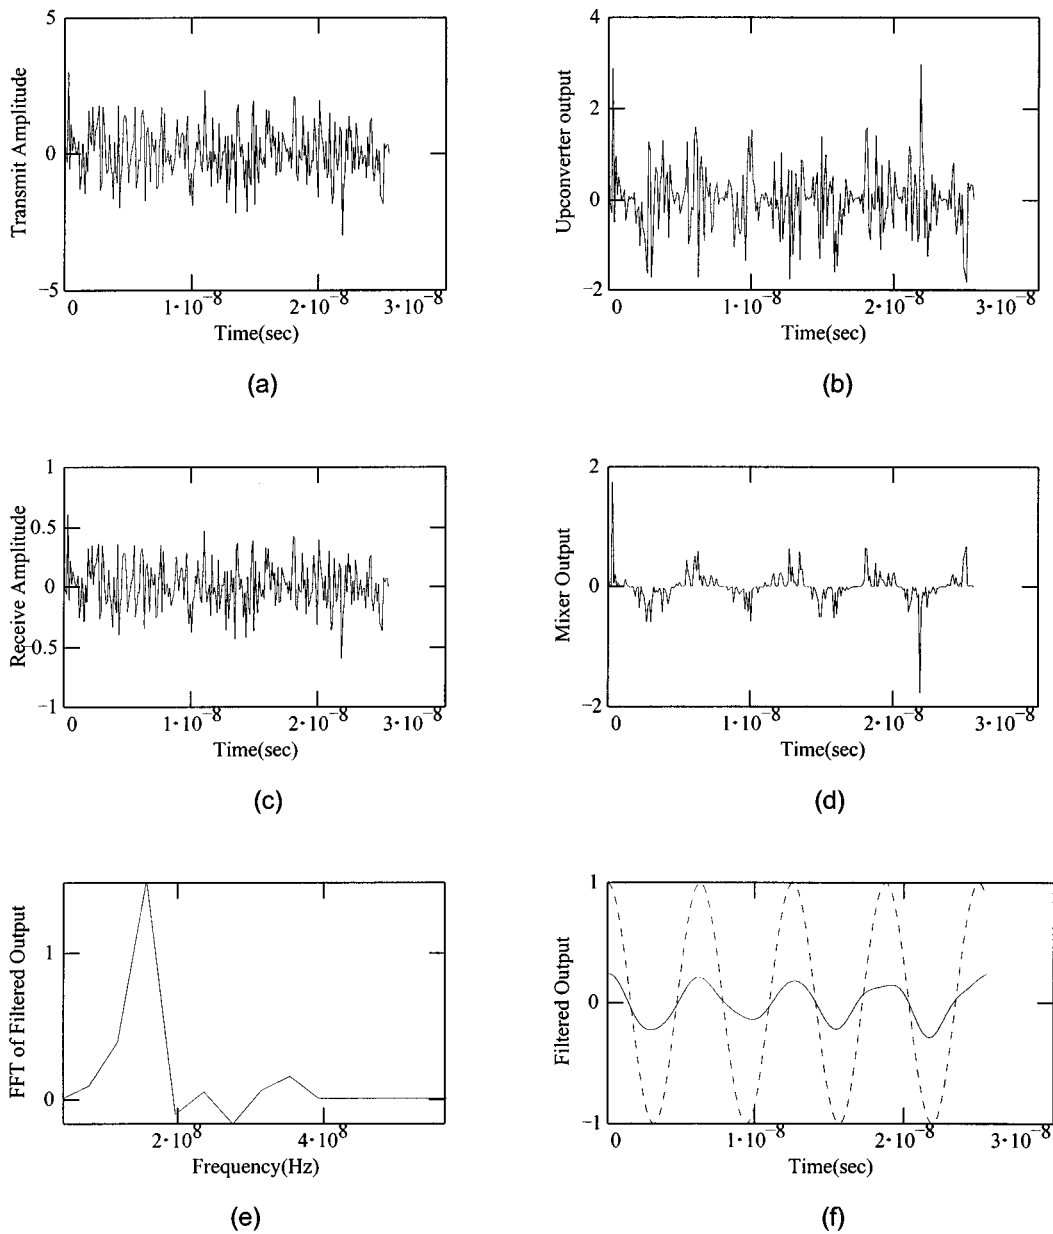 5
Transmit Amplitude
0
−5
0 1·10⁻⁸ 2·10⁻⁸ 3·10⁻⁸
Time(sec)
(a)
4
Upconverter output
2
0
−2
0 1·10⁻⁸ 2·10⁻⁸ 3·10⁻⁸
Time(sec)
(b)
1
Receive Amplitude
0.5
0
−0.5
−1
0 1·10⁻⁸ 2·10⁻⁸ 3·10⁻⁸
Time(sec)
(c)
2
Mixer Output
0
−2
0 1·10⁻⁸ 2·10⁻⁸ 3·10⁻⁸
Time(sec)
(d)
FFT of Filtered Output
1
0
2·10⁸ 4·10⁸
Frequency(Hz)
(e)
1
Filtered Output
0
−1
0 1·10⁻⁸ 2·10⁻⁸ 3·10⁻⁸
Time(sec)
(f)